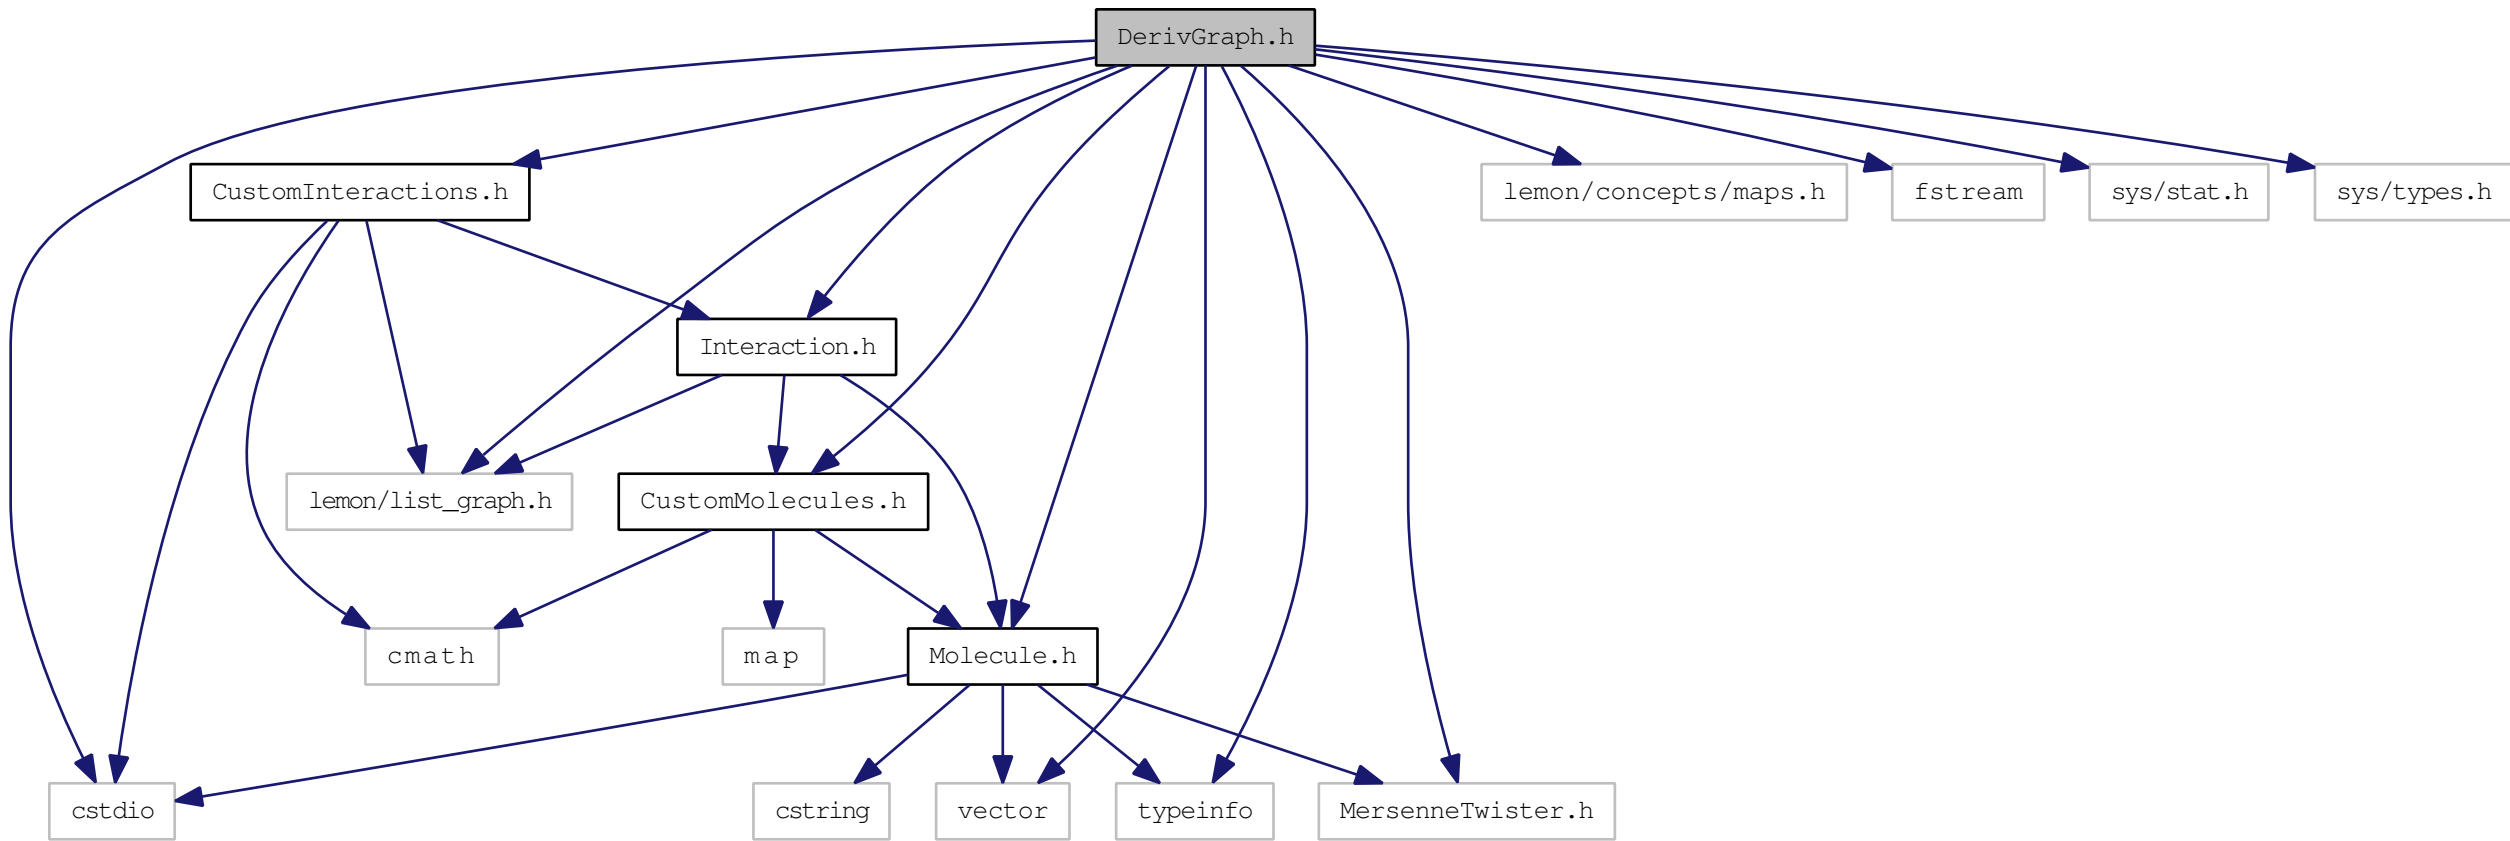 DerivGraph.h
CustomInteractions.h
lemon/concepts/maps.h
fstream
sys/stat.h
sys/types.h
Interaction.h
lemon/list_graph.h
CustomMolecules.h
cmath
map
Molecule.h
cstdio
cstring
vector
typeinfo
MersenneTwister.h